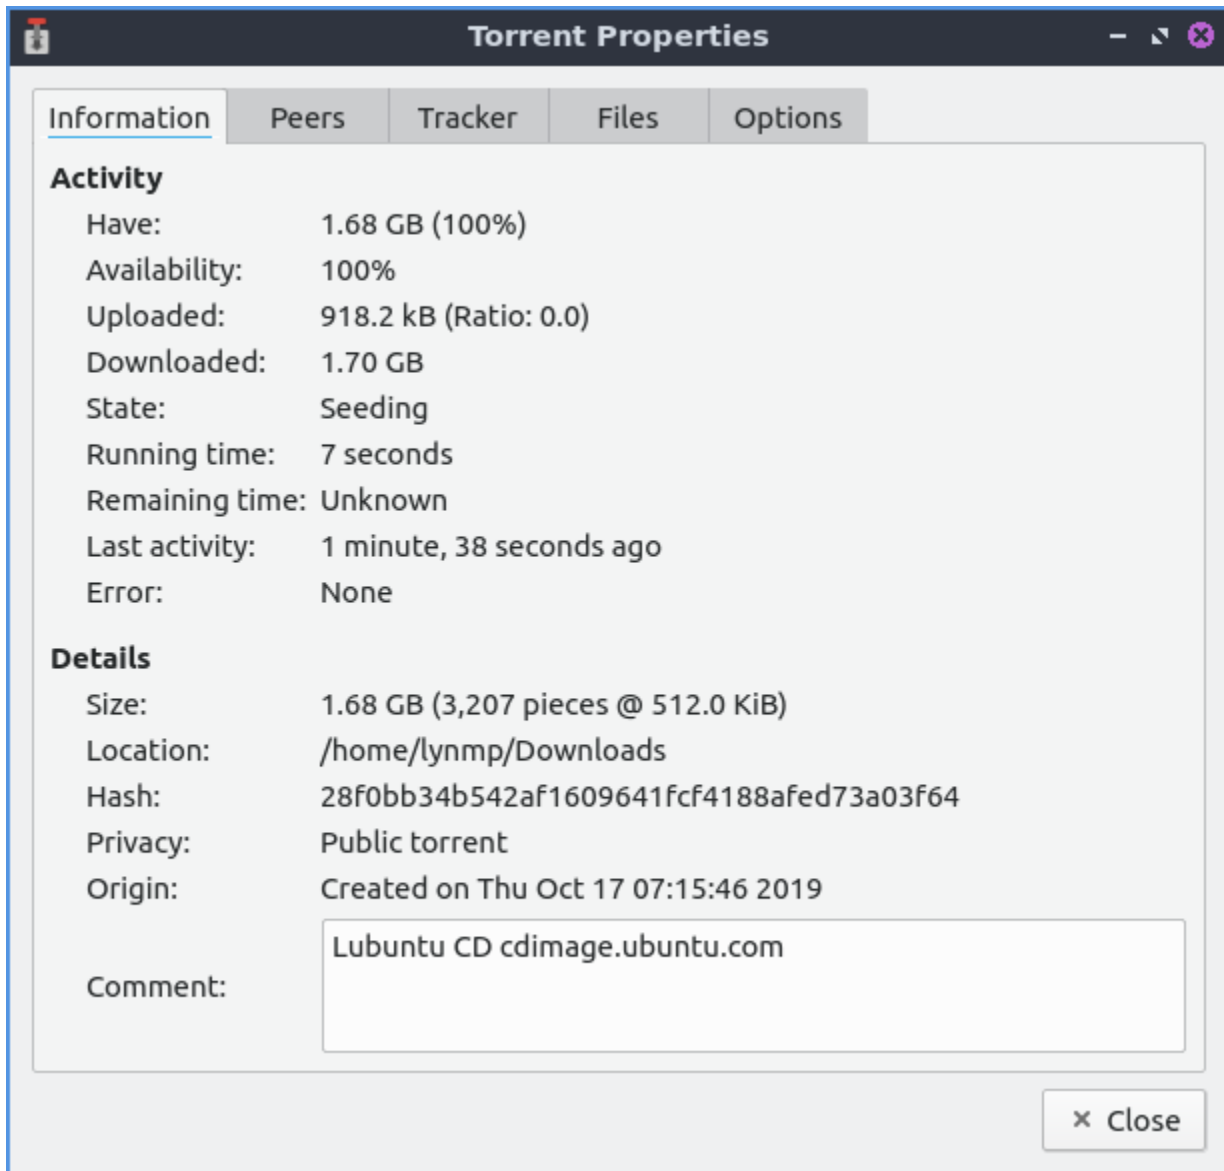 Torrent Properties
Information Peers Tracker Files Options
Activity
Have: 1.68 GB (100%)
Availability: 100%
Uploaded: 918.2 kB (Ratio: 0.0)
Downloaded: 1.70 GB
State: Seeding
Running time: 7 seconds
Remaining time: Unknown
Last activity: 1 minute, 38 seconds ago
Error: None
Details
Size: 1.68 GB (3,207 pieces @ 512.0 KiB)
Location: /home/lynmp/Downloads
Hash: 28f0bb34b542af1609641fcf4188afed73a03f64
Privacy: Public torrent
Origin: Created on Thu Oct 17 07:15:46 2019
Comment: Lubuntu CD cdimage.ubuntu.com
Close